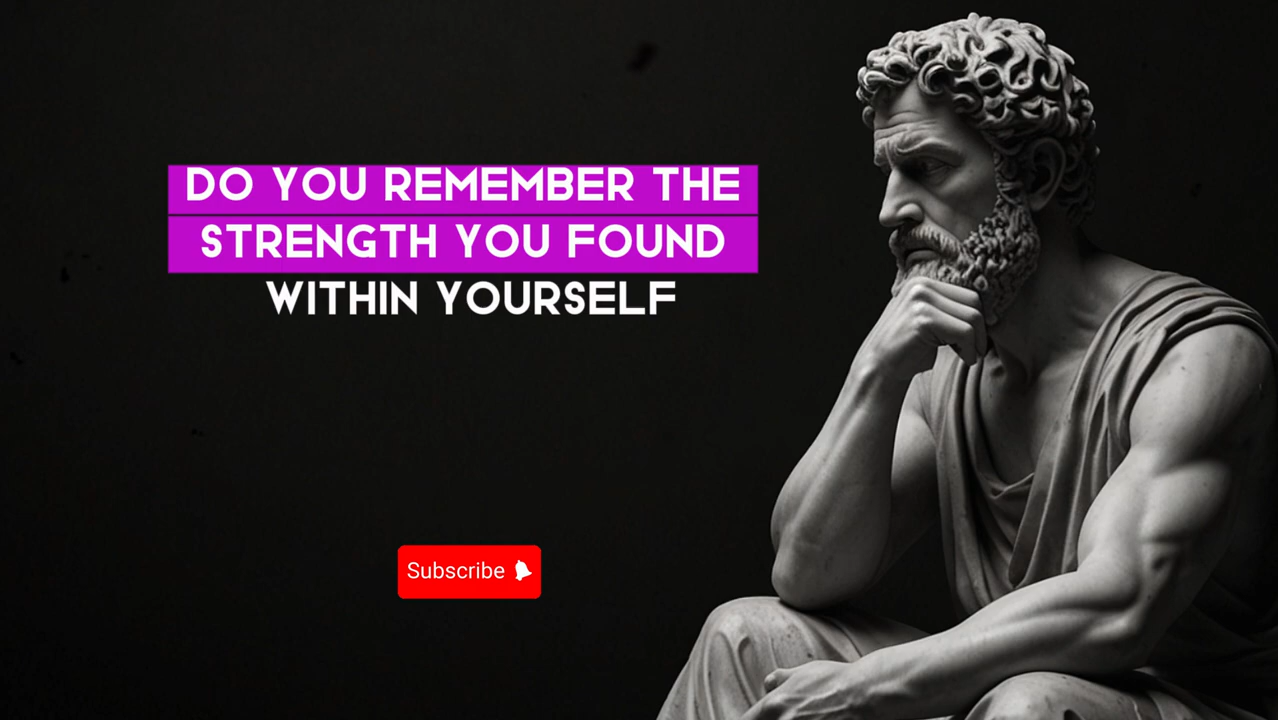 DO YOU REMEMBER THE
STRENGTH YOU FOUND
WITHIN YOURSELF
Subscribe